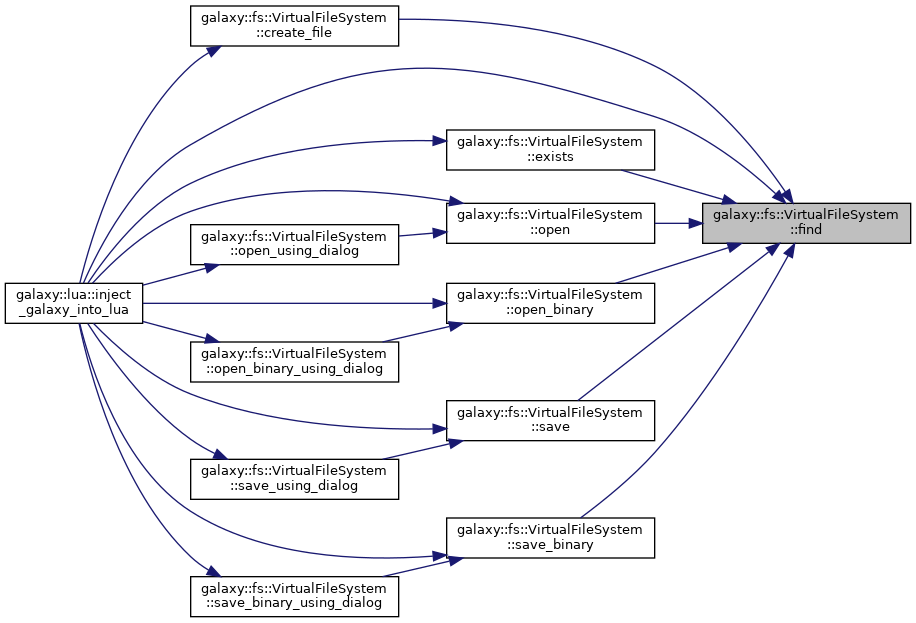 galaxy::fs::VirtualFileSystem
::create_file
galaxy::fs::VirtualFileSystem
::exists
galaxy::fs::VirtualFileSystem
::open
galaxy::fs::VirtualFileSystem
::find
galaxy::fs::VirtualFileSystem
::open_using_dialog
galaxy::lua::inject
_galaxy_into_lua
galaxy::fs::VirtualFileSystem
::open_binary
galaxy::fs::VirtualFileSystem
::open_binary_using_dialog
galaxy::fs::VirtualFileSystem
::save
galaxy::fs::VirtualFileSystem
::save_using_dialog
galaxy::fs::VirtualFileSystem
::save_binary
galaxy::fs::VirtualFileSystem
::save_binary_using_dialog